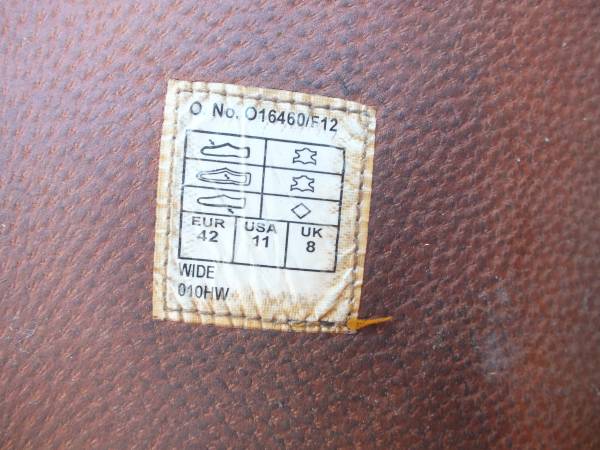 O. No. O16460/F12
EUR USA UK
42 11 8
WIDE
010HW